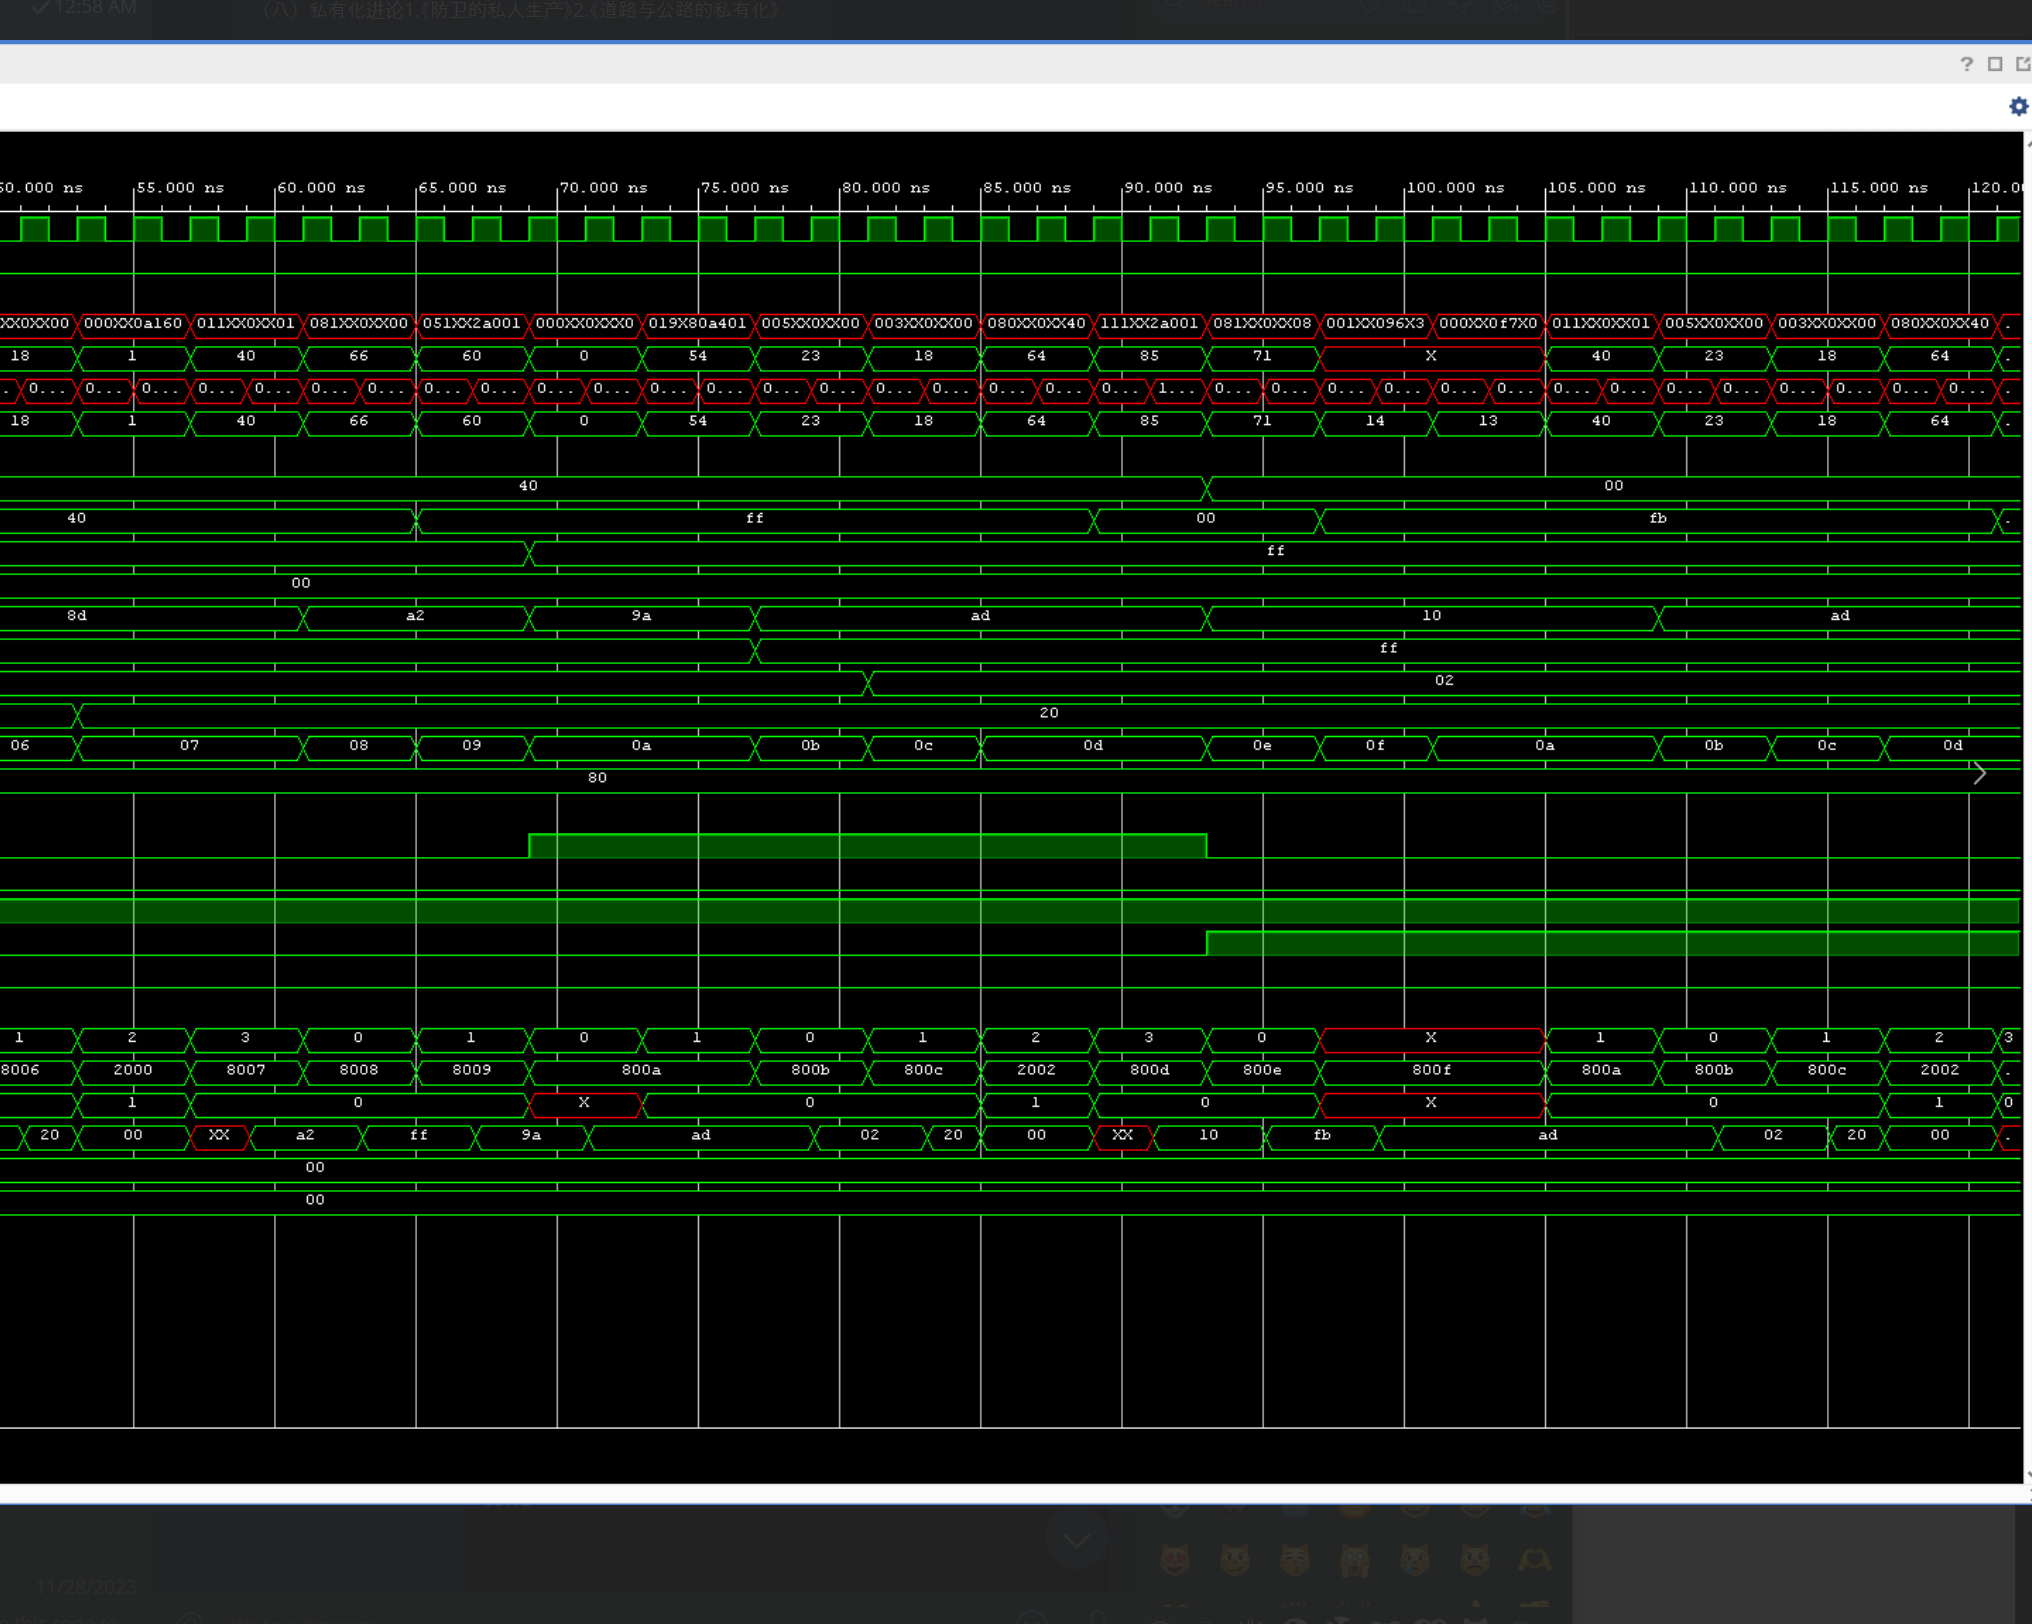 12:58 AM
（八）私有化进论1.《防卫的私人生产》2.《道路与公路的私有化》
?
50.000 ns 55.000 ns 60.000 ns 65.000 ns 70.000 ns 75.000 ns 80.000 ns 85.000 ns 90.000 ns 95.000 ns 100.000 ns 105.000 ns 110.000 ns 115.000 ns 120.0
XX0XX00 000XX0a160 011XX0XX01 081XX0XX00 051XX2a001 000XX0XXX0 019X80a401 005XX0XX00 003XX0XX00 080XX0XX40 111XX2a001 081XX0XX08 001XX096X3 000XX0f7X0 011XX0XX01 005XX0XX00 003XX0XX00 080XX0XX40 .
18 1 40 66 60 0 54 23 18 64 85 71 X 40 23 18 64 .
. 0... 0... 0... 0... 0... 0... 0... 0... 0... 0... 0... 0... 0... 0... 0... 0... 0... 0... 0... 0... 1... 0... 0... 0... 0... 0... 0... 0... 0... 0... 0... 0... 0... 0... 0...
18 1 40 66 60 0 54 23 18 64 85 71 14 13 40 23 18 64 .
40 00
40 ff 00 fb .
ff
00
8d a2 9a ad 10 ad
ff
02
20
06 07 08 09 0a 0b 0c 0d 0e 0f 0a 0b 0c 0d
80
1 2 3 0 1 0 1 0 1 2 3 0 X 1 0 1 2 3
8006 2000 8007 8008 8009 800a 800b 800c 2002 800d 800e 800f 800a 800b 800c 2002 .
1 0 X 0 1 0 X 0 1 0
20 00 XX a2 ff 9a ad 02 20 00 XX 10 fb ad 02 20 00 .
00
00
11/28/2023